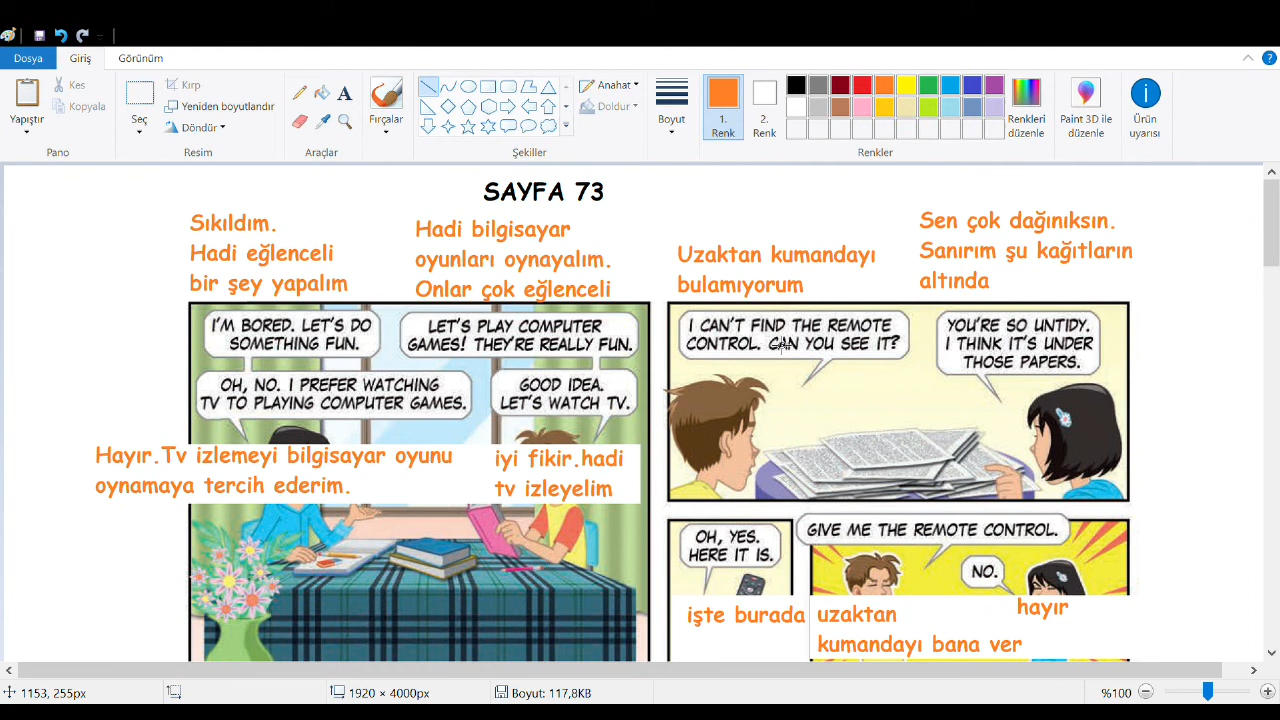 Dosya
Giriş
Görünüm
Yapıştır
Kes
Kopyala
Pano
Seç
Kırp
Yeniden boyutlandır
Döndür
Resim
Araçlar
Fırçalar
Şekiller
Anahat
Doldur
Boyut
1.
Renk
2.
Renk
Renkler
Renkleri
düzenle
Paint 3D ile
düzenle
Ürün
uyarısı
SAYFA 73
Sıkıldım.
Hadi eğlenceli
bir şey yapalım
Hadi bilgisayar
oyunları oynayalım.
Onlar çok eğlenceli
Uzaktan kumandayı
bulamıyorum
Sen çok dağınıksın.
Sanırım şu kağıtların
altında
I'M BORED. LET'S DO
SOMETHING FUN.
LET'S PLAY COMPUTER
GAMES! THEY'RE REALLY FUN.
OH, NO. I PREFER WATCHING
TV TO PLAYING COMPUTER GAMES.
GOOD IDEA.
LET'S WATCH TV.
Hayır.Tv izlemeyi bilgisayar oyunu
oynamaya tercih ederim.
iyi fikir.hadi
tv izleyelim
I CAN'T FIND THE REMOTE
CONTROL. CAN YOU SEE IT?
YOU'RE SO UNTIDY.
I THINK IT'S UNDER
THOSE PAPERS.
OH, YES.
HERE IT IS.
GIVE ME THE REMOTE CONTROL.
NO.
işte burada
uzaktan
kumandayı bana ver
hayır
1153, 255px
1920 × 4000px
Boyut: 117,8KB
%100